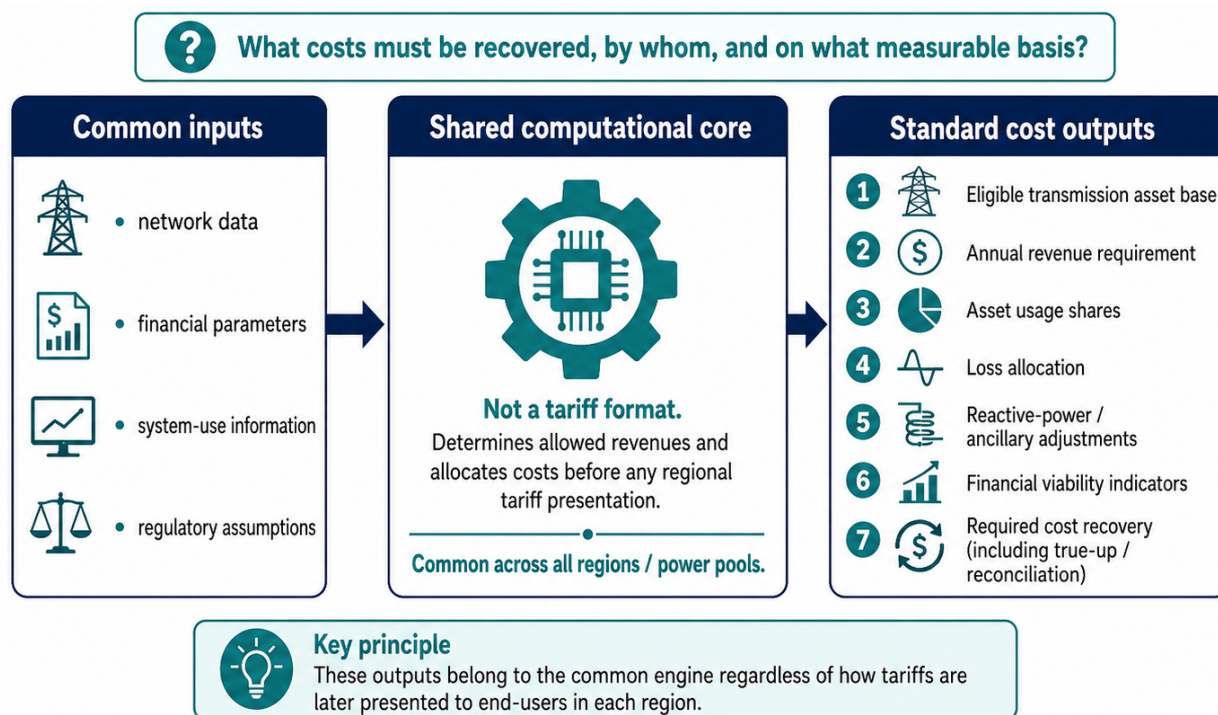 ? What costs must be recovered, by whom, and on what measurable basis?
Common inputs
• network data
$
• financial parameters
• system-use information
• regulatory assumptions
Shared computational core
Not a tariff format.
Determines allowed revenues and
allocates costs before any regional
tariff presentation.
Common across all regions / power pools.
Standard cost outputs
1 Eligible transmission asset base
2 $ Annual revenue requirement
3 Asset usage shares
4 Loss allocation
5 Reactive-power /
ancillary adjustments
6 Financial viability indicators
7 $ Required cost recovery
(including true-up /
reconciliation)
Key principle
These outputs belong to the common engine regardless of how tariffs are
later presented to end-users in each region.